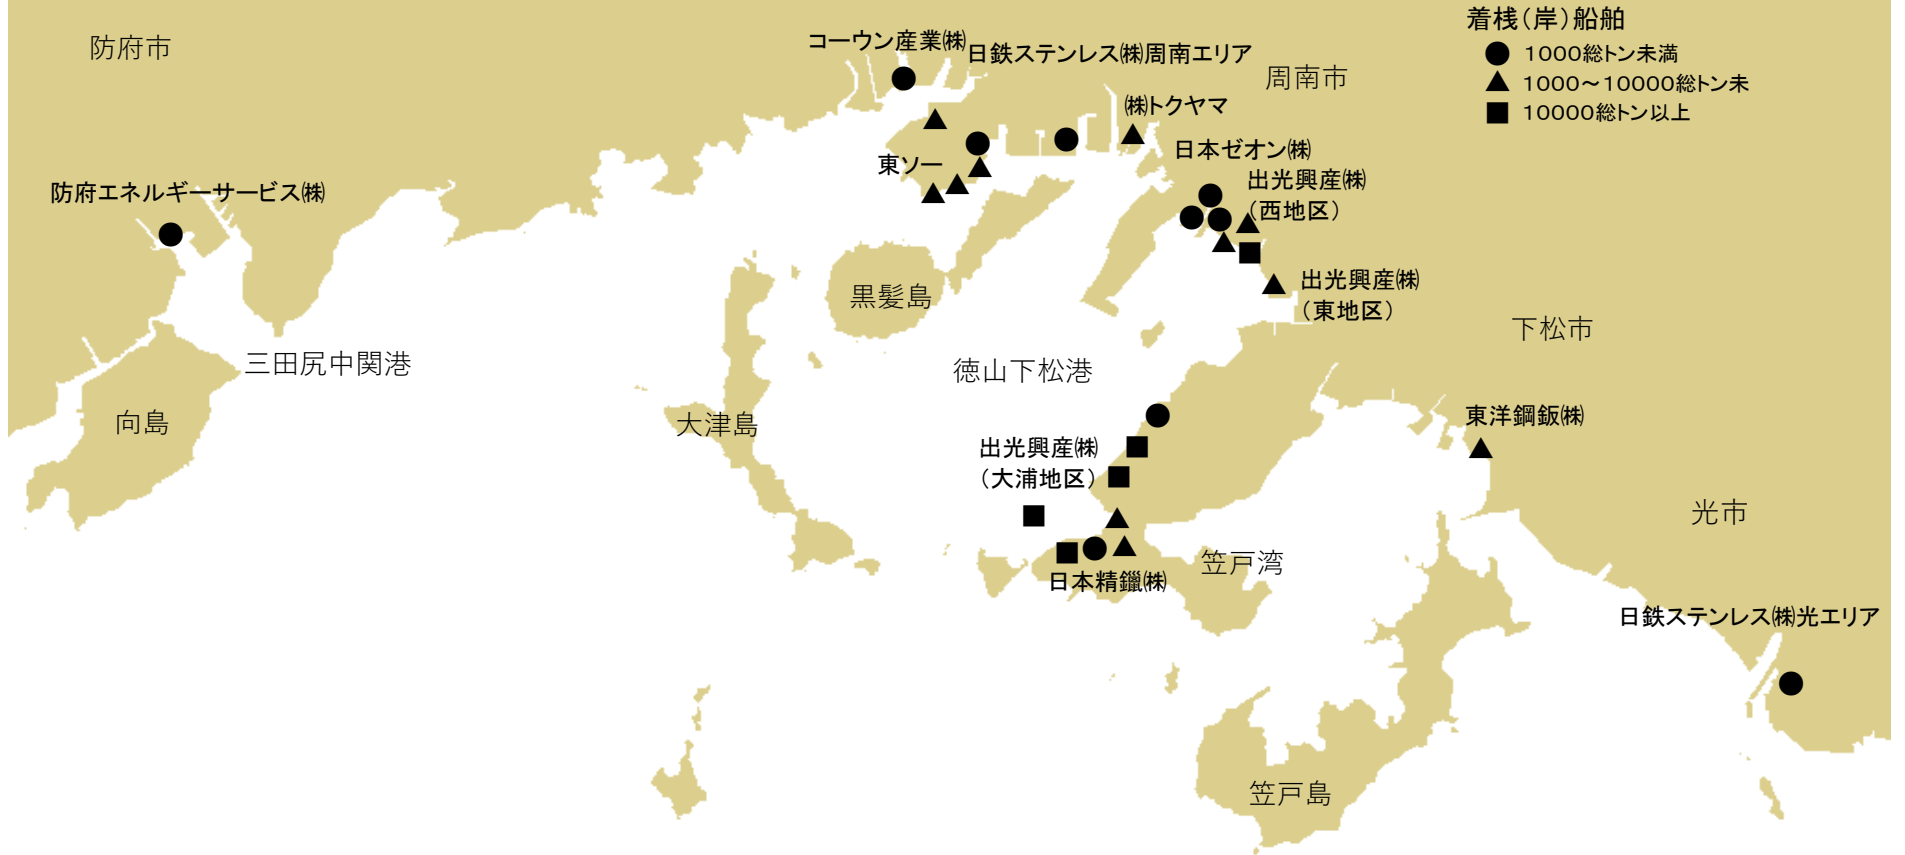 着桟（岸）船舶
1000総トン未満
1000～10000総トン未
10000総トン以上
防府市
コーウン産業㈱
日鉄ステンレス㈱周南エリア
周南市
㈱トクヤマ
日本ゼオン㈱
東ソー
出光興産㈱
（西地区）
防府エネルギーサービス㈱
出光興産㈱
（東地区）
黒髪島
下松市
三田尻中関港
徳山下松港
向島
大津島
東洋鋼鈑㈱
出光興産㈱
（大浦地区）
光市
笠戸湾
日本精鑞㈱
日鉄ステンレス㈱光エリア
笠戸島